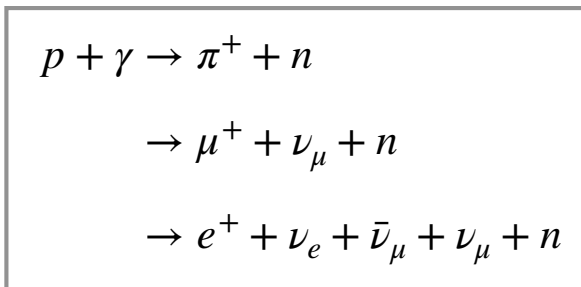 p + γ → π⁺ + n
→ μ⁺ + ν_μ + n
→ e⁺ + ν_e + ν̄_μ + ν_μ + n